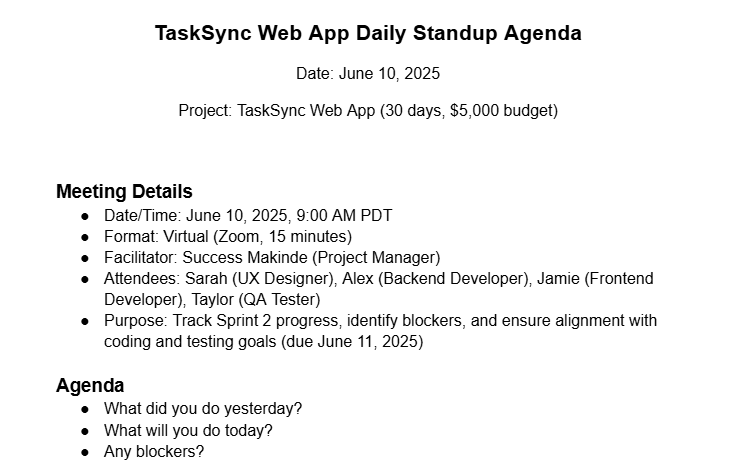 TaskSync Web App Daily Standup Agenda
Date: June 10, 2025
Project: TaskSync Web App (30 days, $5,000 budget)
Meeting Details
● Date/Time: June 10, 2025, 9:00 AM PDT
● Format: Virtual (Zoom, 15 minutes)
● Facilitator: Success Makinde (Project Manager)
● Attendees: Sarah (UX Designer), Alex (Backend Developer), Jamie (Frontend
Developer), Taylor (QA Tester)
● Purpose: Track Sprint 2 progress, identify blockers, and ensure alignment with
coding and testing goals (due June 11, 2025)
Agenda
● What did you do yesterday?
● What will you do today?
● Any blockers?